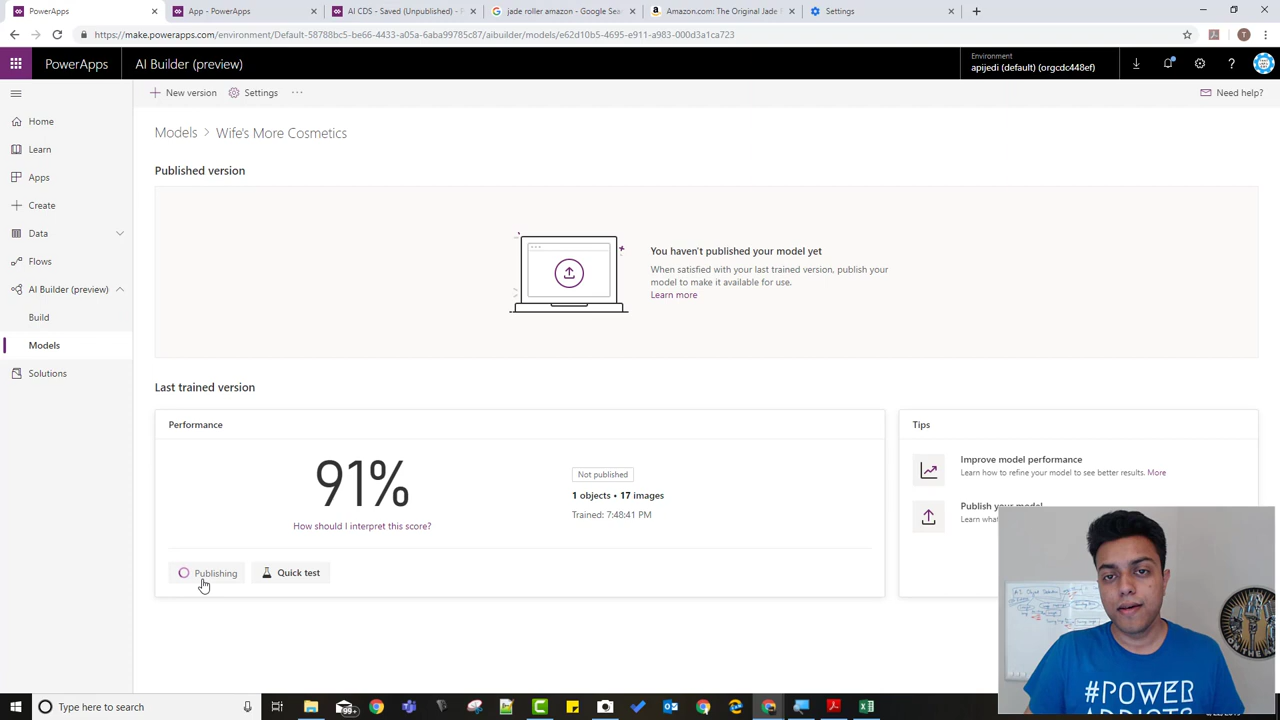 PowerApps
App - PowerApps
AI CDS - Saved (Unpublished) - P
jade roller amazon - Google Sea
Amazon.com: The Original Jade R
Settings
https://make.powerapps.com/environment/Default-58788bc5-be66-4433-a05a-6aba99785c87/aibuilder/models/e62d10b5-4695-e911-a983-000d3a1ca723
T
PowerApps
AI Builder (preview)
Environment
apijedi (default) (orgcdc448ef)
New version
Settings
Need help?
Home
Learn
Apps
Create
Data
Flows
AI Builder (preview)
Build
Models
Solutions
Models > Wife's More Cosmetics
Published version
You haven't published your model yet
When satisfied with your last trained version, publish your
model to make it available for use.
Learn more
Last trained version
Performance
91%
How should I interpret this score?
Not published
1 objects • 17 images
Trained: 7:48:41 PM
Publishing
Quick test
Tips
Improve model performance
Learn how to refine your model to see better results. More
Publish your model
Learn what
#POWER
ADDICTS
Type here to search
99+